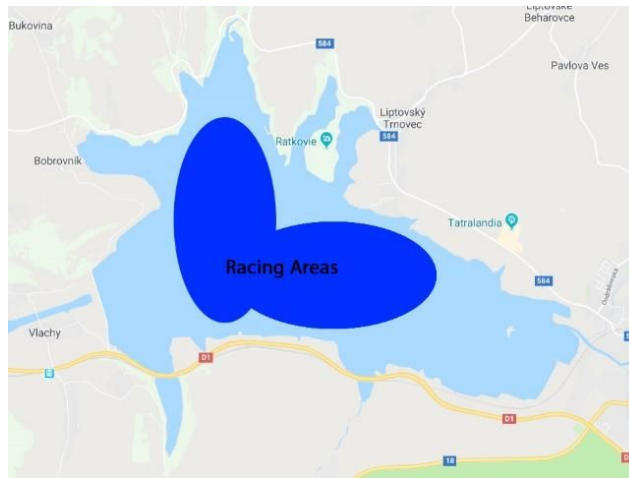 Liptovské
Beharovce
Bukovina
584
Pavlova Ves
Liptovský
Trnovec
584
Ratkovie
Bobrovník
Tatralandia
Racing Areas
584
Vlachy
D1
D1
18